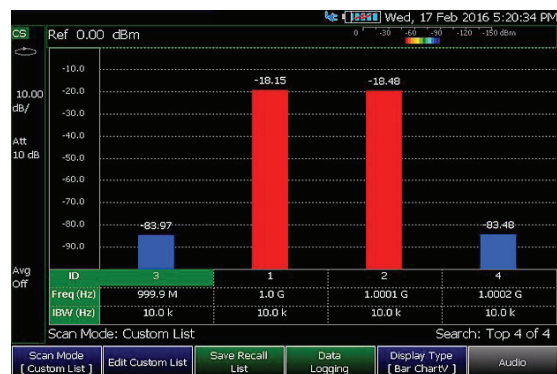 Wed, 17 Feb 2016 5:20:34 PM
CS
Ref 0.00 dBm
0 -30 -60 -90 -120 -150 dBm
10.00
dB/
Att
10 dB
Avg
Off
-10.0
-20.0
-30.0
-40.0
-50.0
-60.0
-70.0
-80.0
-90.0
-83.97 -18.15 -18.48 -83.48
ID 3 1 2 4
Freq (Hz) 999.9 M 1.0 G 1.0001 G 1.0002 G
IBW (Hz) 10.0 k 10.0 k 10.0 k 10.0 k
Scan Mode: Custom List Search: Top 4 of 4
Scan Mode Edit Custom List Save Recall Data Display Type Audio
[ Custom List ] List Logging [ Bar ChartV ]